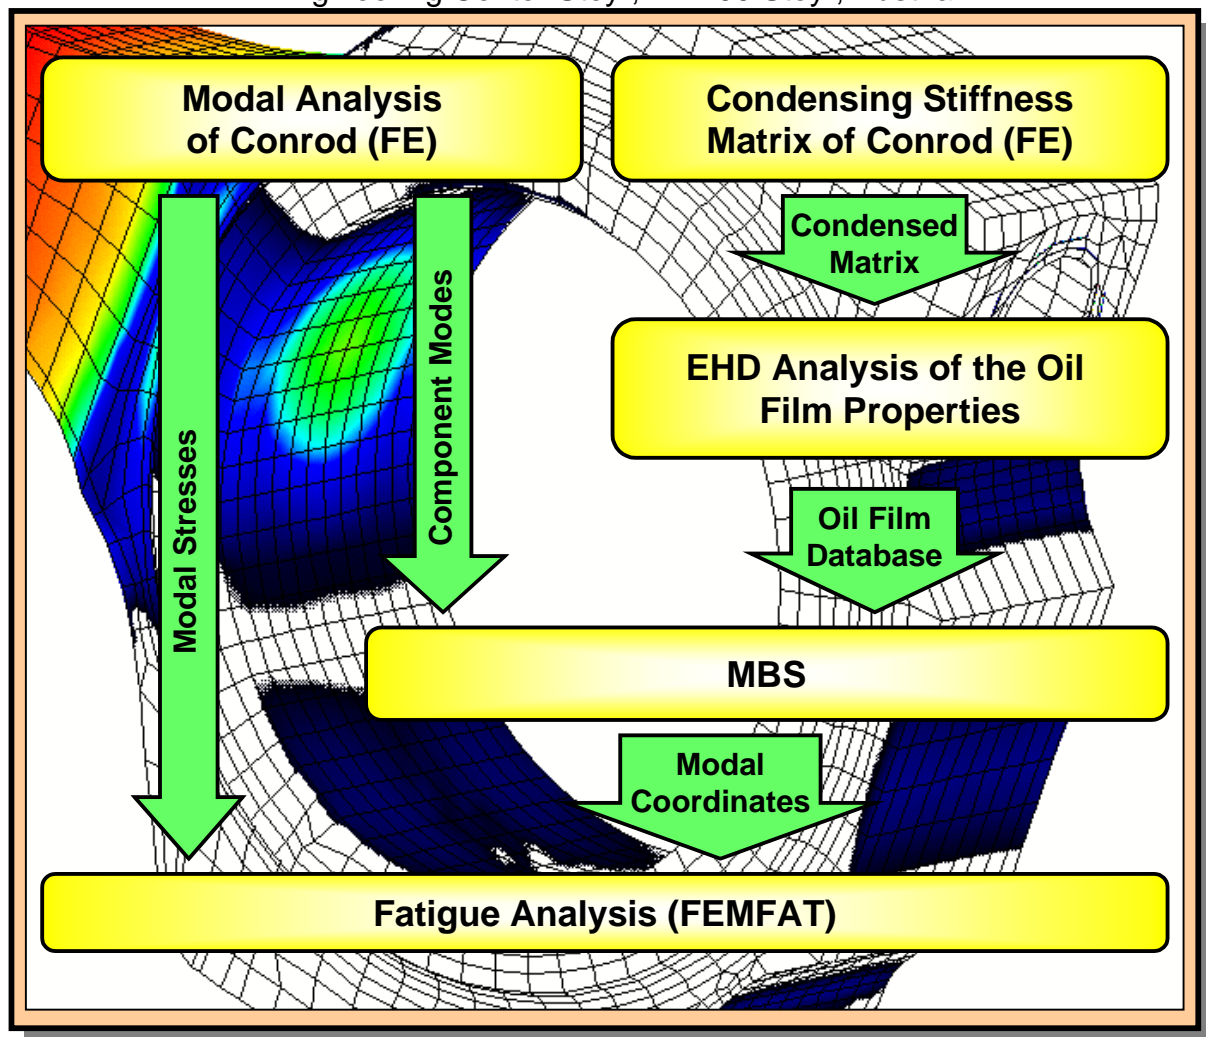 Modal Analysis
of Conrod (FE)
Condensing Stiffness
Matrix of Conrod (FE)
Condensed
Matrix
Component Modes
Modal Stresses
EHD Analysis of the Oil
Film Properties
Oil Film
Database
MBS
Modal
Coordinates
Fatigue Analysis (FEMFAT)